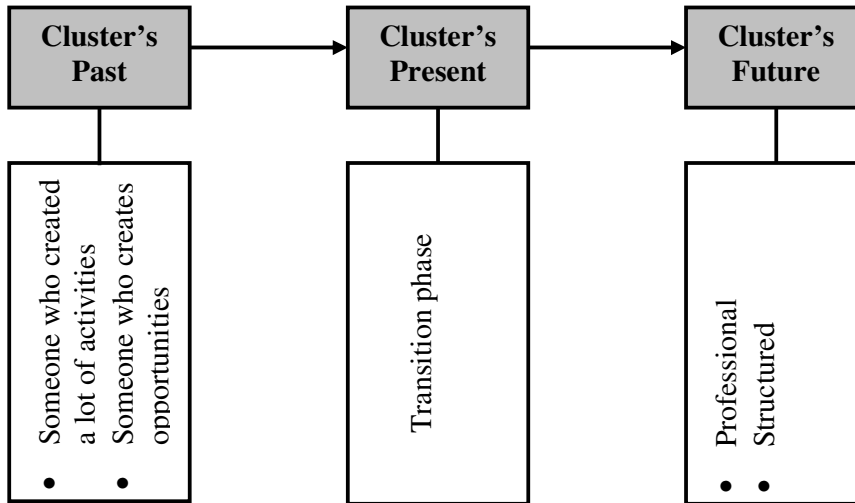 Cluster's
Past
Cluster's
Present
Cluster's
Future
• Someone who created
a lot of activities
• Someone who creates
opportunities
Transition phase
• Professional
• Structured